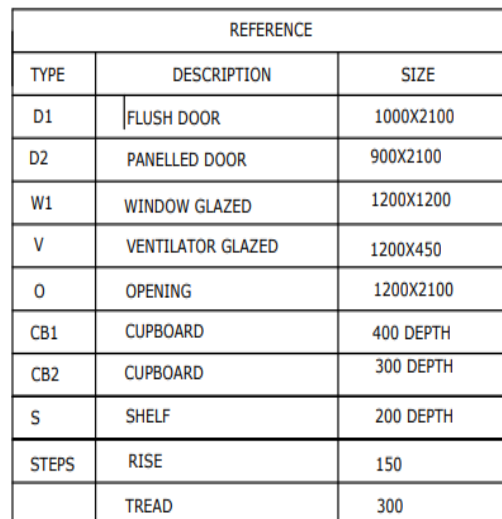 REFERENCE
TYPE DESCRIPTION SIZE
D1 FLUSH DOOR 1000X2100
D2 PANELLED DOOR 900X2100
W1 WINDOW GLAZED 1200X1200
V VENTILATOR GLAZED 1200X450
O OPENING 1200X2100
CB1 CUPBOARD 400 DEPTH
CB2 CUPBOARD 300 DEPTH
S SHELF 200 DEPTH
STEPS RISE 150
TREAD 300